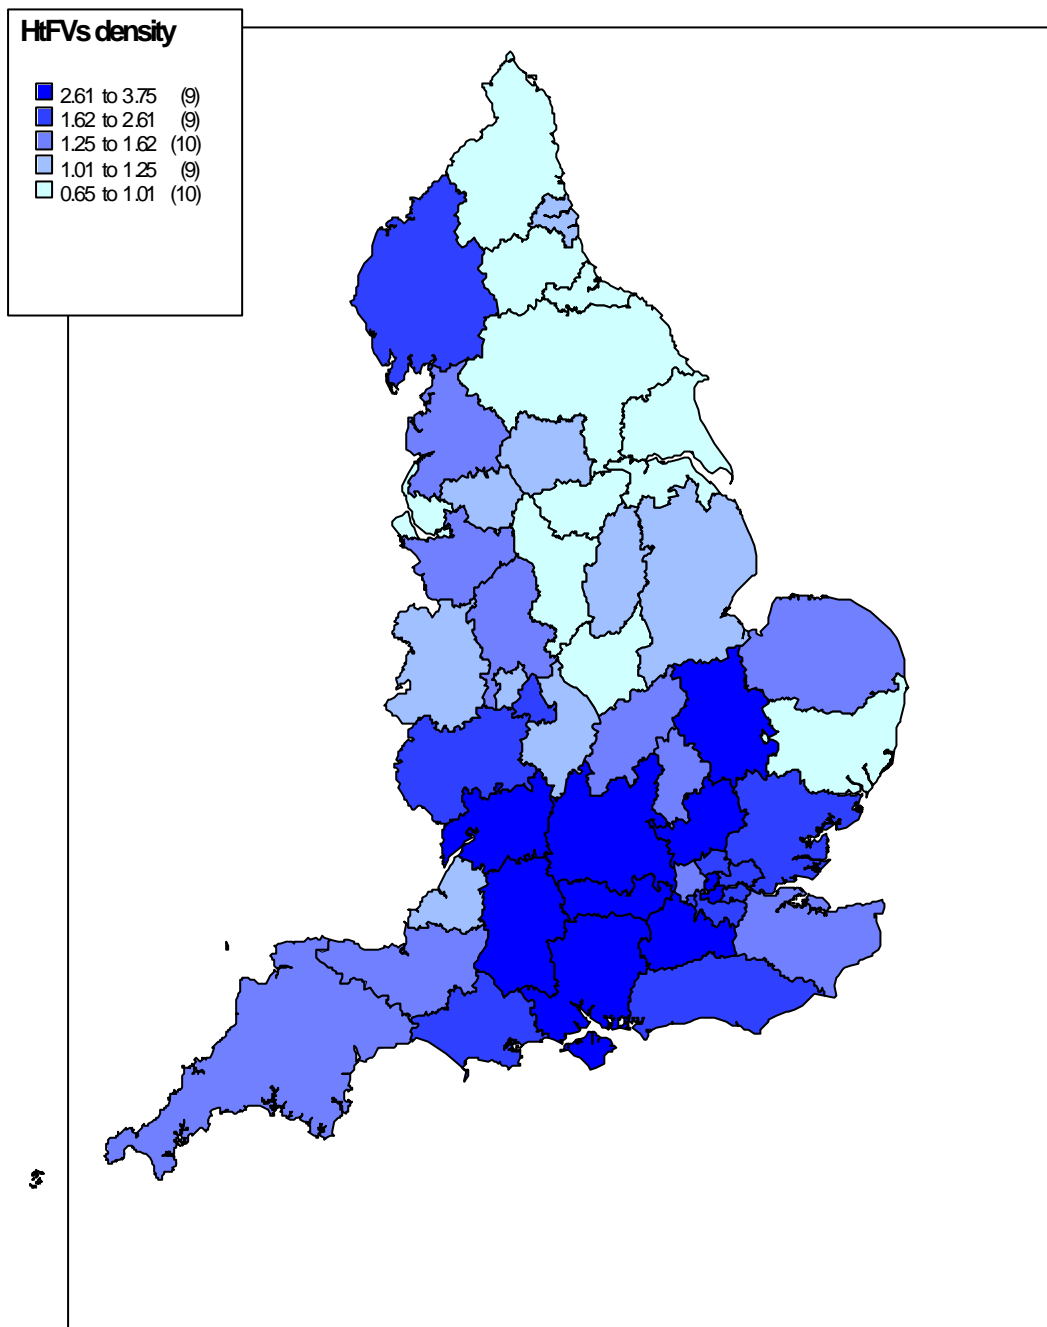 HtFVs density
2.61 to 3.75 (9)
1.62 to 2.61 (9)
1.25 to 1.62 (10)
1.01 to 1.25 (9)
0.65 to 1.01 (10)